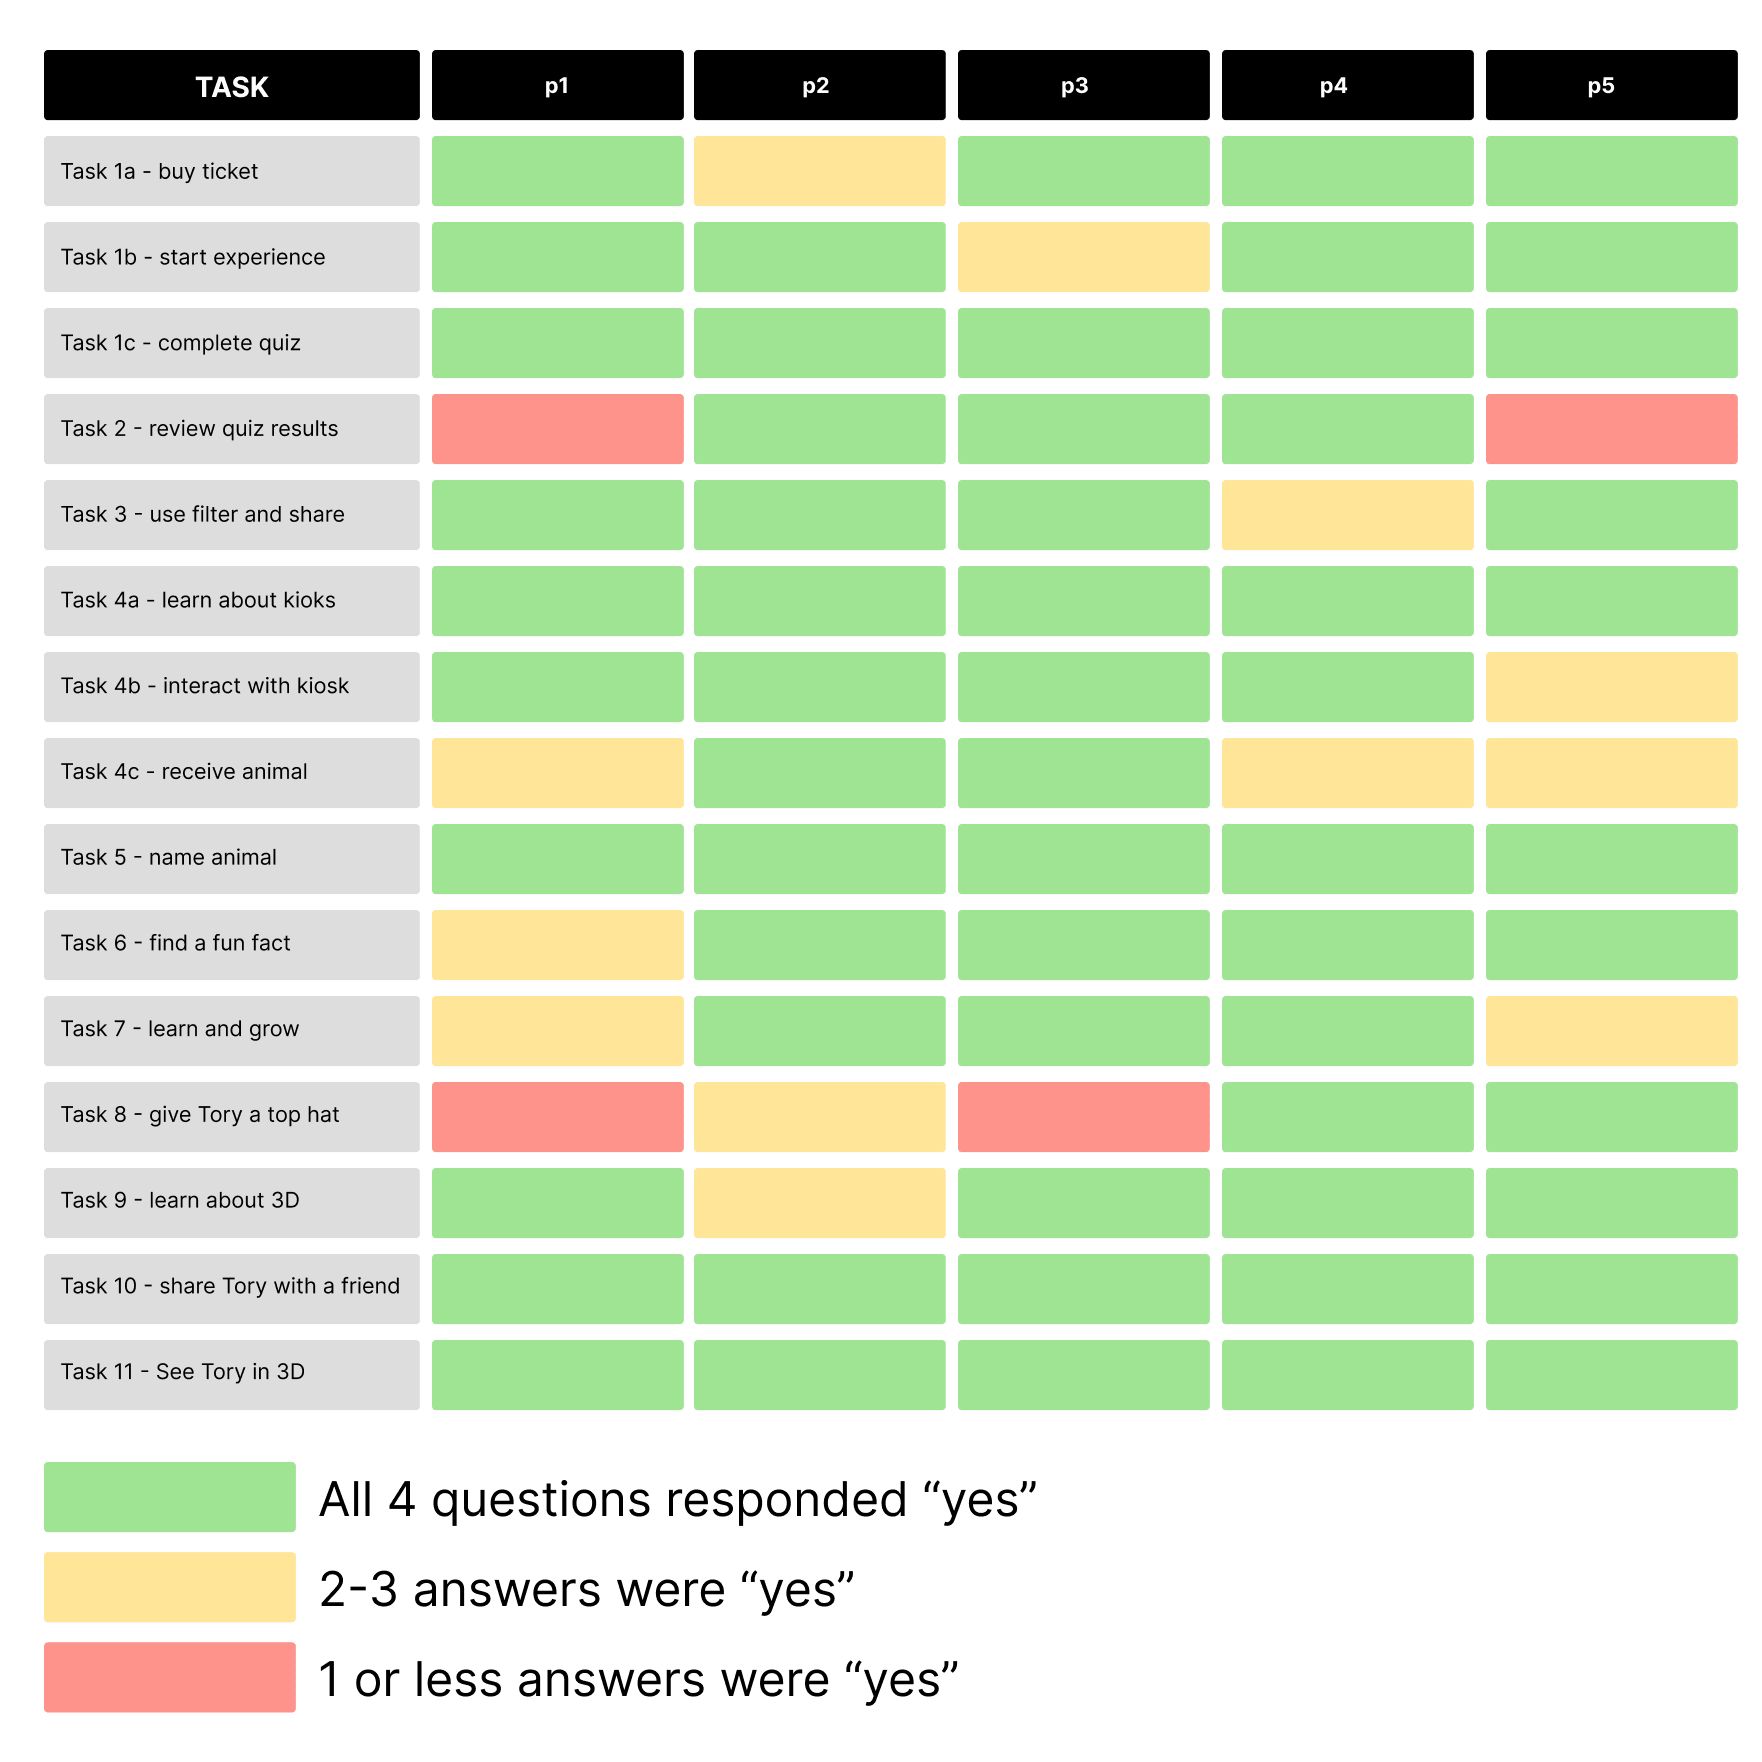 TASK p1 p2 p3 p4 p5
Task 1a - buy ticket
Task 1b - start experience
Task 1c - complete quiz
Task 2 - review quiz results
Task 3 - use filter and share
Task 4a - learn about kioks
Task 4b - interact with kiosk
Task 4c - receive animal
Task 5 - name animal
Task 6 - find a fun fact
Task 7 - learn and grow
Task 8 - give Tory a top hat
Task 9 - learn about 3D
Task 10 - share Tory with a friend
Task 11 - See Tory in 3D
All 4 questions responded “yes”
2-3 answers were “yes”
1 or less answers were “yes”